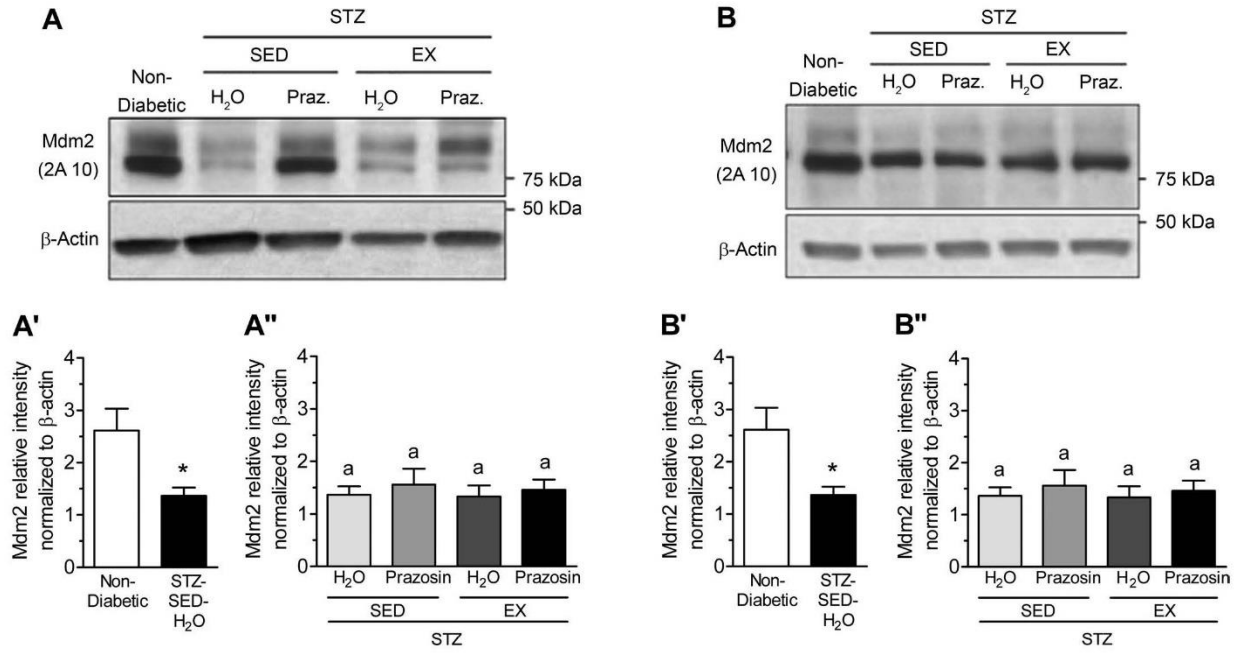 A
STZ
SED EX
Non-
Diabetic
H₂O Praz. H₂O Praz.
Mdm2
(2A 10)
75 kDa
50 kDa
β-Actin
B
STZ
SED EX
Non-
Diabetic
H₂O Praz. H₂O Praz.
Mdm2
(2A 10)
75 kDa
50 kDa
β-Actin
A'
Mdm2 relative intensity
normalized to β-actin
4
3
2
1
0
*
Non-
Diabetic
STZ-
SED-
H₂O
A"
Mdm2 relative intensity
normalized to β-actin
4
3
2
1
0
a a a a
H₂O Prazosin H₂O Prazosin
SED EX
STZ
B'
Mdm2 relative intensity
normalized to β-actin
4
3
2
1
0
*
Non-
Diabetic
STZ-
SED-
H₂O
B"
Mdm2 relative intensity
normalized to β-actin
4
3
2
1
0
a a a a
H₂O Prazosin H₂O Prazosin
SED EX
STZ